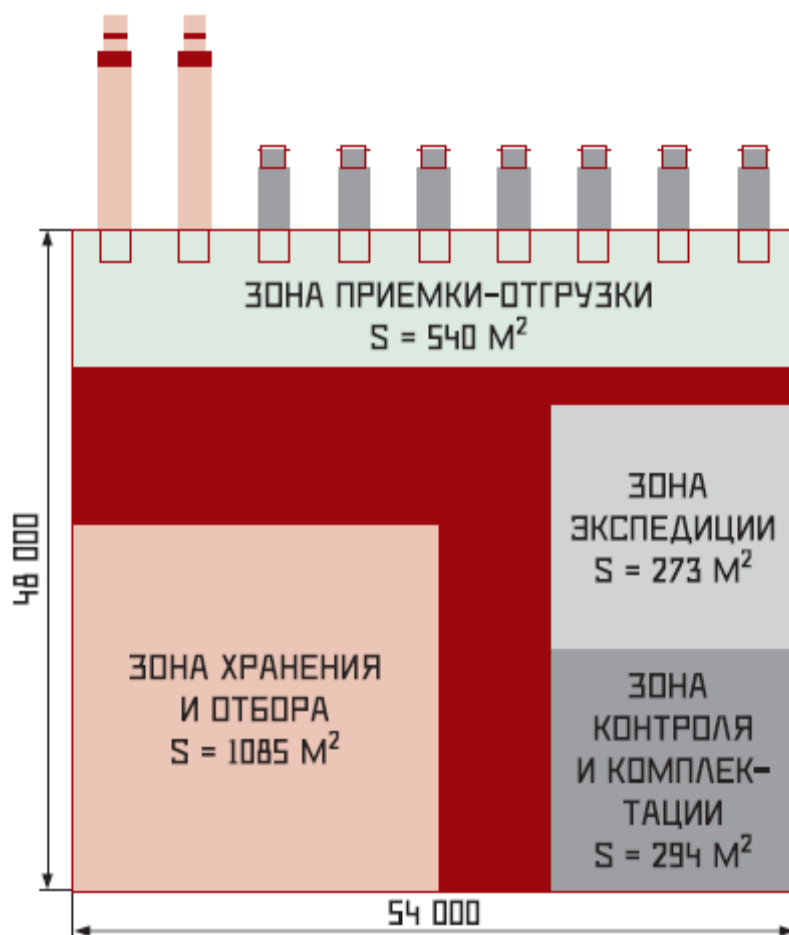 ЗОНА ПРИЕМКИ-ОТГРУЗКИ
S = 540 М²
ЗОНА
ЭКСПЕДИЦИИ
S = 273 М²
48 000
ЗОНА ХРАНЕНИЯ
И ОТБОРА
S = 1085 М²
ЗОНА
КОНТРОЛЯ
И КОМПЛЕК-
ТАЦИИ
S = 294 М²
54 000